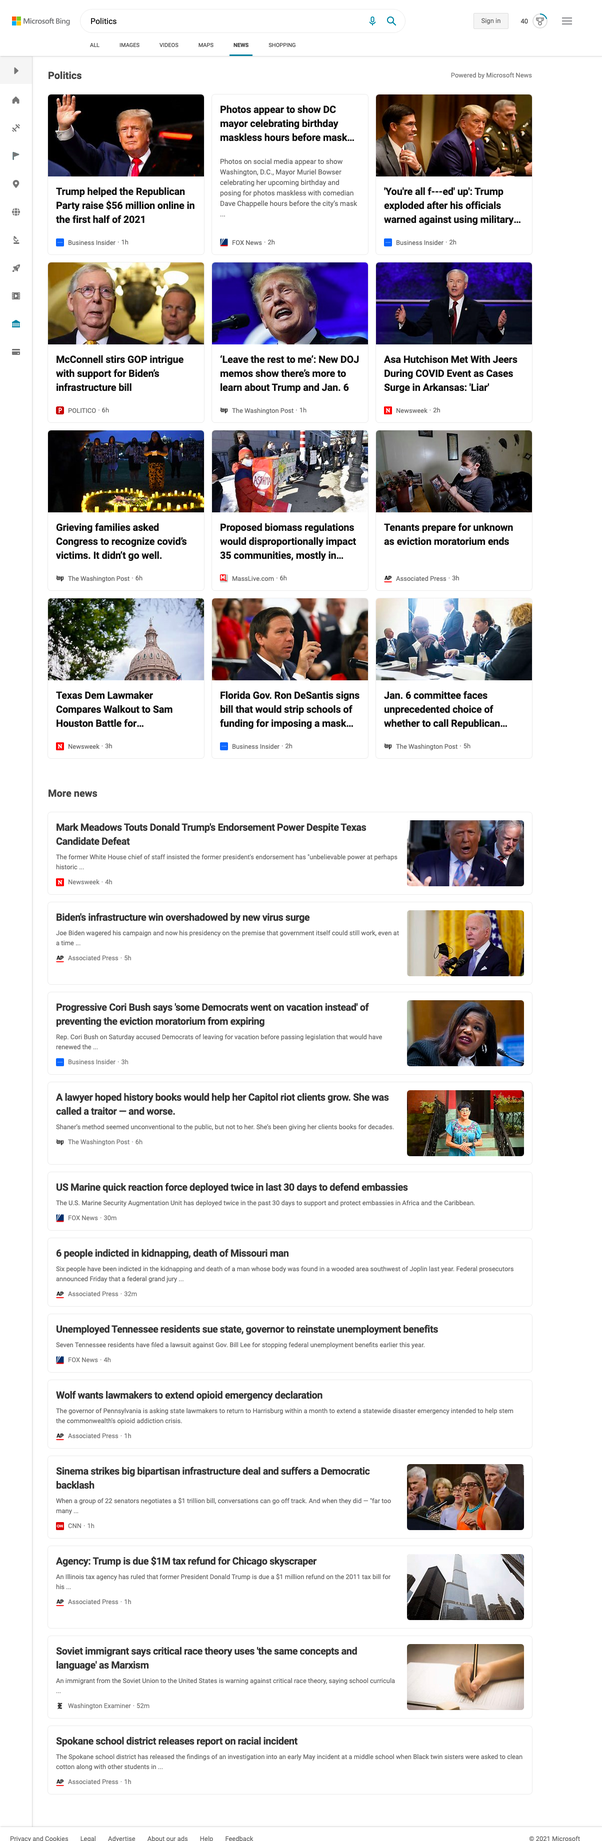 Microsoft Bing
Politics
Sign in
40
ALL
IMAGES
VIDEOS
MAPS
NEWS
SHOPPING
Politics
Powered by Microsoft News
Trump helped the Republican
Party raise $56 million online in
the first half of 2021
Business Insider · 1h
Photos appear to show DC
mayor celebrating birthday
maskless hours before mask...
Photos on social media appear to show
Washington, D.C., Mayor Muriel Bowser
celebrating her upcoming birthday and
posing for photos maskless with comedian
Dave Chappelle hours before the city's mask
...
FOX News · 2h
'You're all f---ed' up': Trump
exploded after his officials
warned against using military...
Business Insider · 2h
McConnell stirs GOP intrigue
with support for Biden's
infrastructure bill
POLITICO · 6h
'Leave the rest to me': New DOJ
memos show there's more to
learn about Trump and Jan. 6
The Washington Post · 1h
Asa Hutchison Met With Jeers
During COVID Event as Cases
Surge in Arkansas: 'Liar'
Newsweek · 2h
Grieving families asked
Congress to recognize covid's
victims. It didn't go well.
The Washington Post · 6h
Proposed biomass regulations
would disproportionally impact
35 communities, mostly in...
MassLive.com · 6h
Tenants prepare for unknown
as eviction moratorium ends
AP Associated Press · 3h
Texas Dem Lawmaker
Compares Walkout to Sam
Houston Battle for...
Newsweek · 3h
Florida Gov. Ron DeSantis signs
bill that would strip schools of
funding for imposing a mask...
Business Insider · 2h
Jan. 6 committee faces
unprecedented choice of
whether to call Republican...
The Washington Post · 5h
More news
Mark Meadows Touts Donald Trump's Endorsement Power Despite Texas
Candidate Defeat
The former White House chief of staff insisted the former president's endorsement has "unbelievable power at perhaps
historic ...
Newsweek · 4h
Biden's infrastructure win overshadowed by new virus surge
Joe Biden wagered his campaign and now his presidency on the premise that government itself could still work, even at
a time ...
AP Associated Press · 5h
Progressive Cori Bush says 'some Democrats went on vacation instead' of
preventing the eviction moratorium from expiring
Rep. Cori Bush on Saturday accused Democrats of leaving for vacation before passing legislation that would have
renewed the ...
Business Insider · 3h
A lawyer hoped history books would help her Capitol riot clients grow. She was
called a traitor — and worse.
Shaner's method seemed unconventional to the public, but not to her. She's been giving her clients books for decades.
The Washington Post · 6h
US Marine quick reaction force deployed twice in last 30 days to defend embassies
The U.S. Marine Security Augmentation Unit has deployed twice in the past 30 days to support and protect embassies in Africa and the Caribbean.
FOX News · 30m
6 people indicted in kidnapping, death of Missouri man
Six people have been indicted in the kidnapping and death of a man whose body was found in a wooded area southwest of Joplin last year. Federal prosecutors
announced Friday that a federal grand jury ...
AP Associated Press · 32m
Unemployed Tennessee residents sue state, governor to reinstate unemployment benefits
Seven Tennessee residents have filed a lawsuit against Gov. Bill Lee for stopping federal unemployment benefits earlier this year.
FOX News · 4h
Wolf wants lawmakers to extend opioid emergency declaration
The governor of Pennsylvania is asking state lawmakers to return to Harrisburg within a month to extend a statewide disaster emergency intended to help stem
the commonwealth's opioid addiction crisis.
AP Associated Press · 1h
Sinema strikes big bipartisan infrastructure deal and suffers a Democratic
backlash
When a group of 22 senators negotiates a $1 trillion bill, conversations can go off track. And when they did — "far too
many ...
CNN · 1h
Agency: Trump is due $1M tax refund for Chicago skyscraper
An Illinois tax agency has ruled that former President Donald Trump is due a $1 million refund on the 2011 tax bill for
his ...
AP Associated Press · 1h
Soviet immigrant says critical race theory uses 'the same concepts and
language' as Marxism
An immigrant from the Soviet Union to the United States is warning against critical race theory, saying school curricula
...
Washington Examiner · 52m
Spokane school district releases report on racial incident
The Spokane school district has released the findings of an investigation into an early May incident at a middle school when Black twin sisters were asked to clean
cotton along with other students in ...
AP Associated Press · 1h
Privacy and Cookies
Legal
Advertise
About our ads
Help
Feedback
© 2021 Microsoft